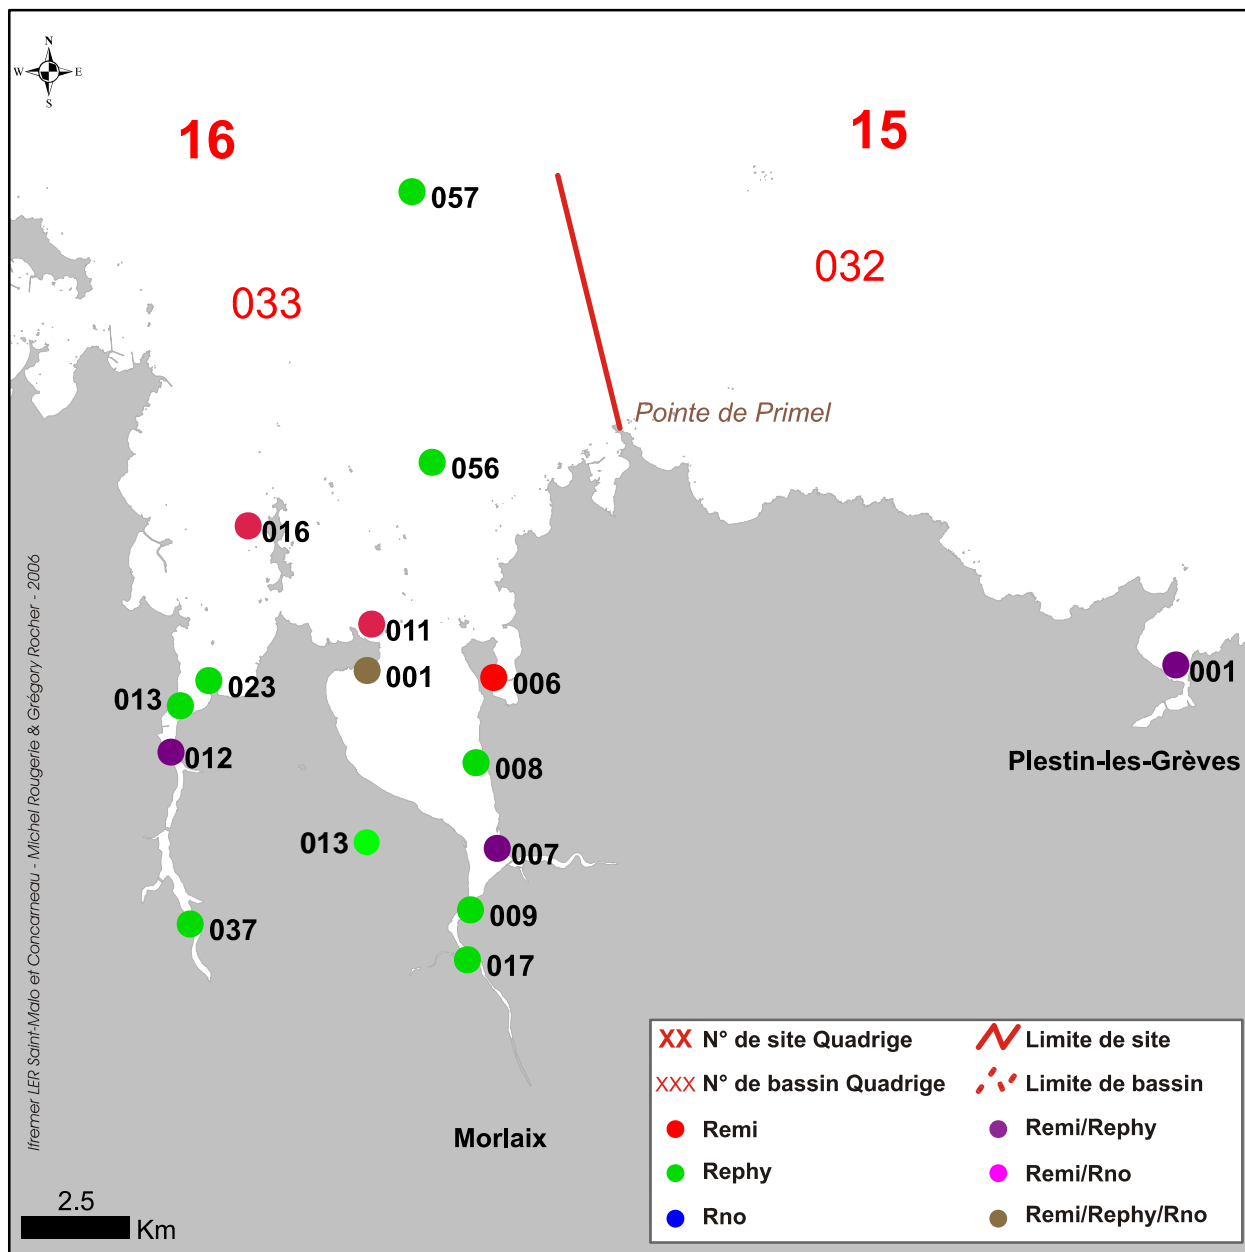 N
W E
S
16
15
057
032
033
Pointe de Primel
056
016
011
001
006
023
013
012
008
001
Plestin-les-Grèves
013
007
009
037
017
Morlaix
Ifremer LER Saint-Malo et Concarneau - Michel Rougerie & Grégory Rocher - 2006
2.5
Km
XX N° de site Quadrige
Limite de site
XXX N° de bassin Quadrige
Limite de bassin
Remi
Remi/Rephy
Rephy
Remi/Rno
Rno
Remi/Rephy/Rno